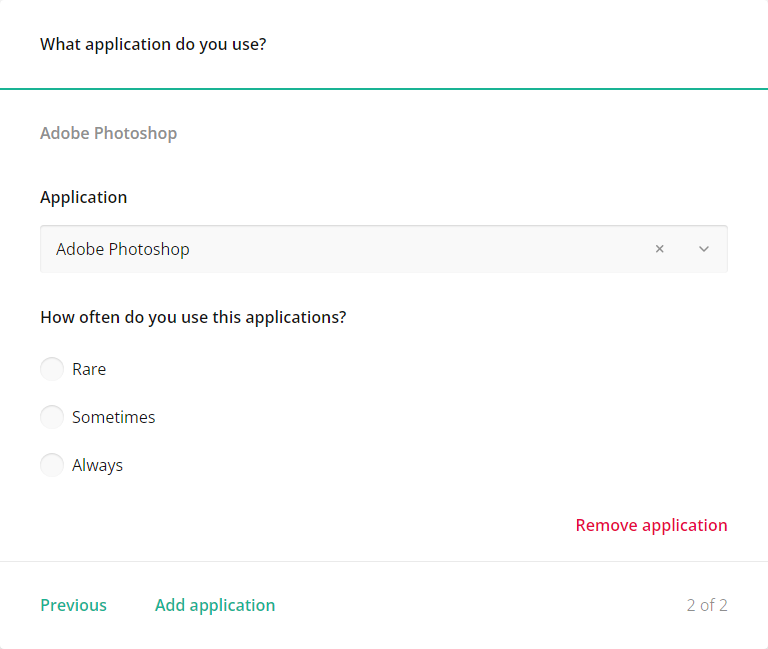 What application do you use?
Adobe Photoshop
Application
Adobe Photoshop
How often do you use this applications?
Rare
Sometimes
Always
Remove application
Previous Add application 2 of 2